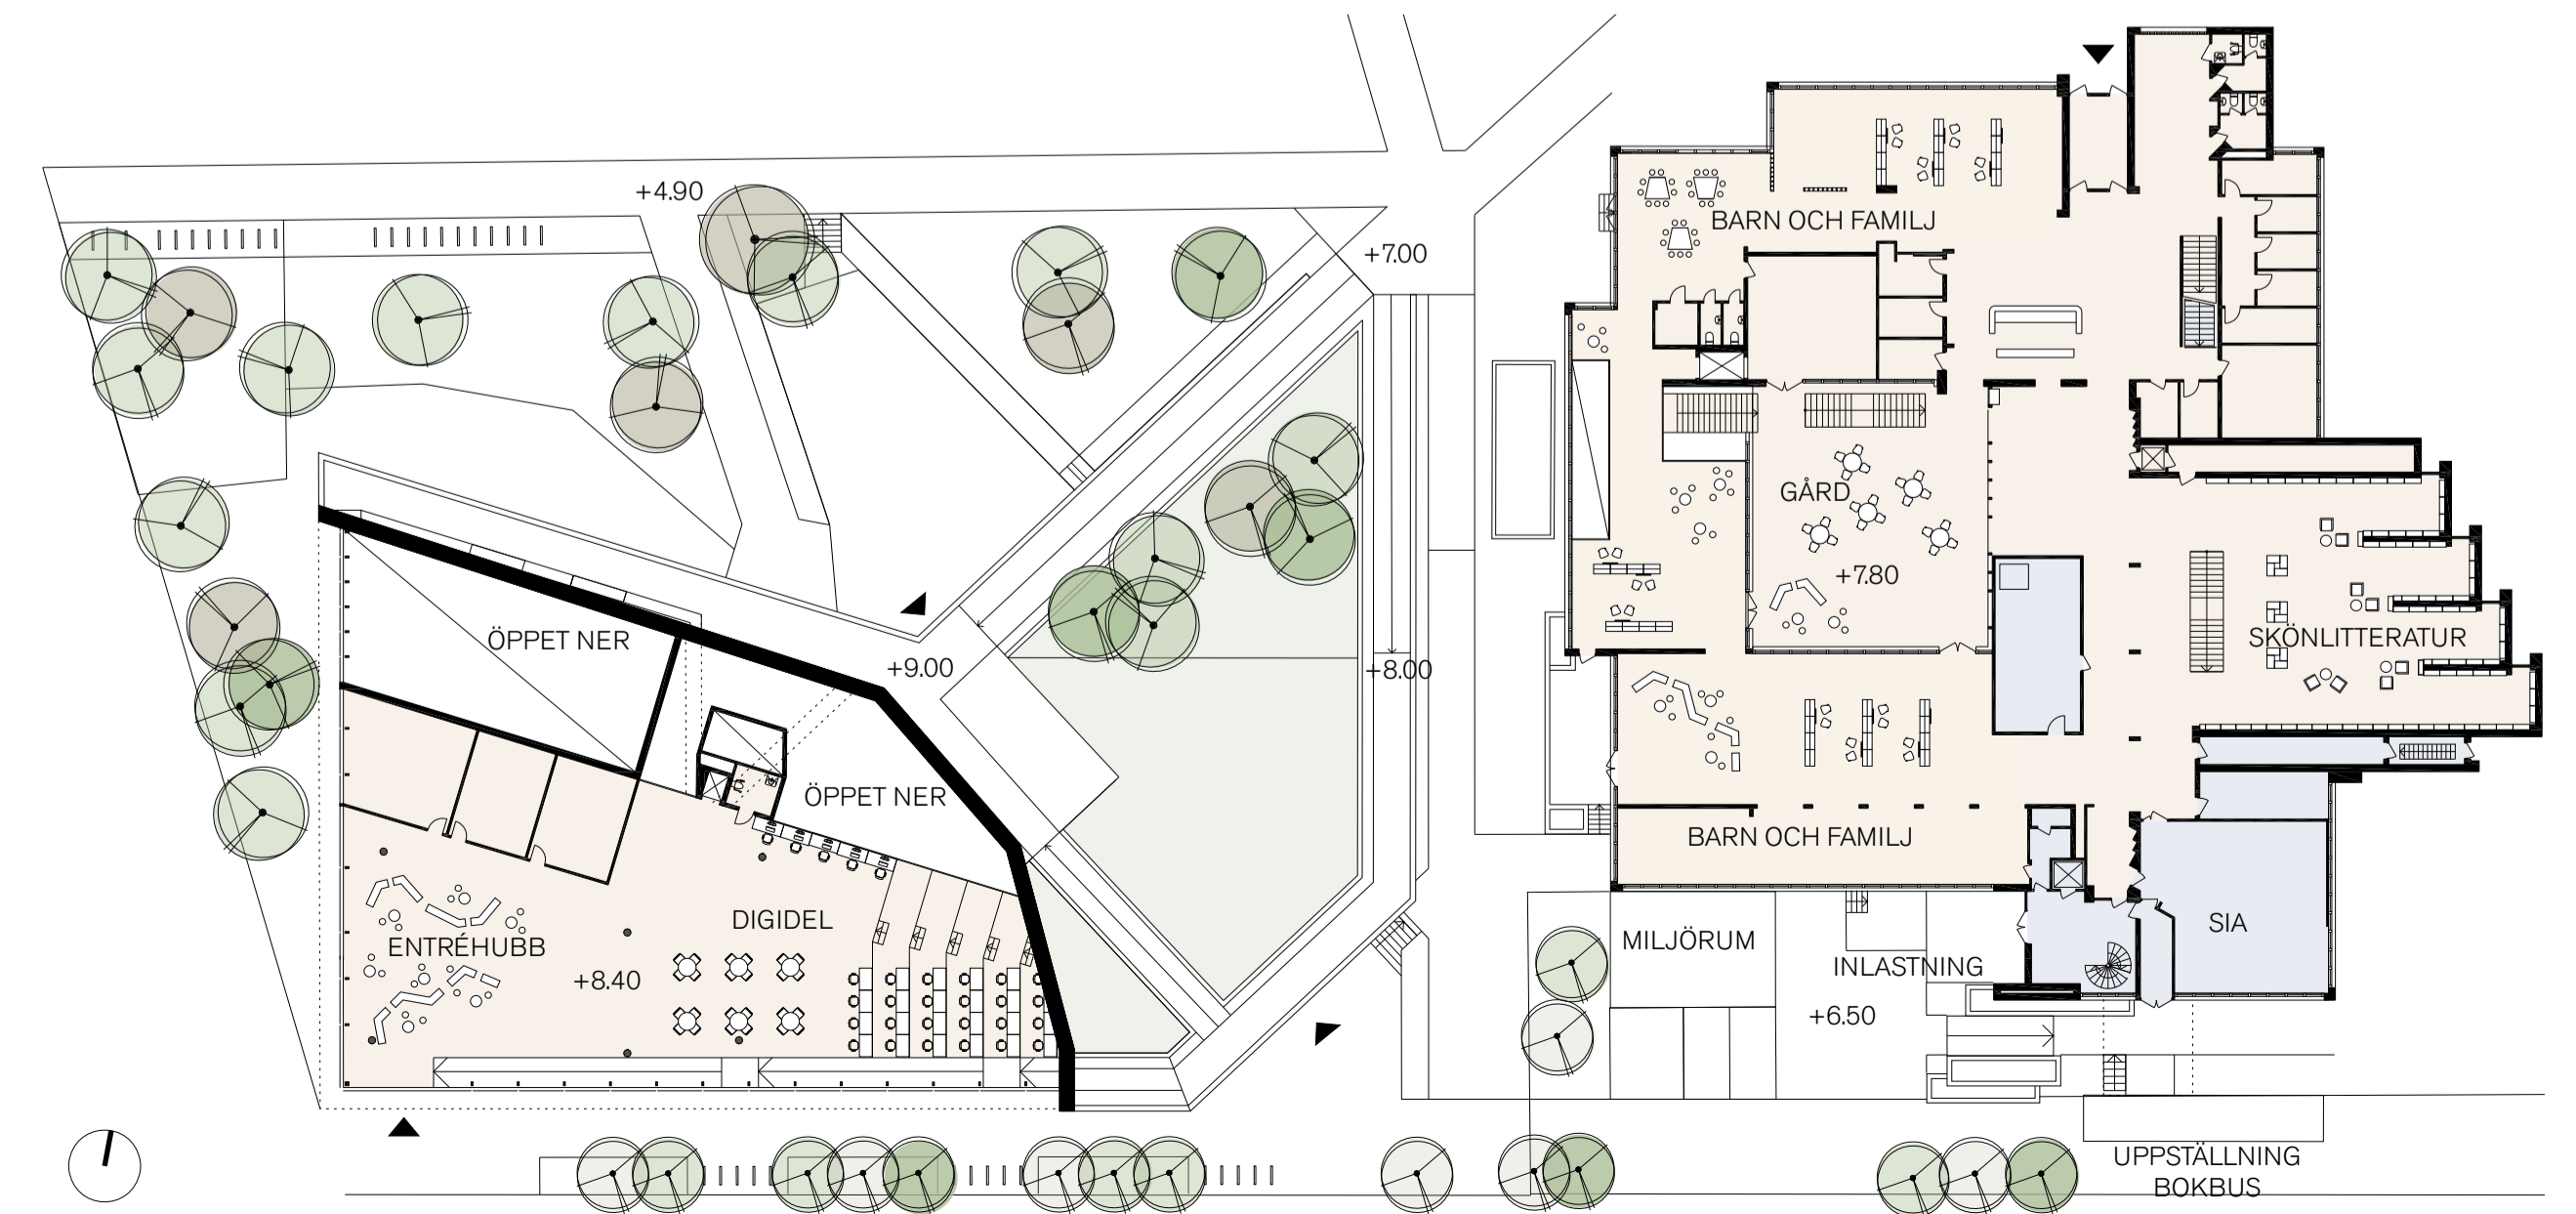 +4.90
BARN OCH FAMILJ
+7.00
GÅRD
+7.80
ÖPPET NER
SKÖNLITTERATUR
+9.00
+8.00
ÖPPET NER
BARN OCH FAMILJ
DIGIDEL
SIA
ENTRÉHUBB
MILJÖRUM
INLASTNING
+8.40
+6.50
UPPSTÄLLNING
BOKBUS